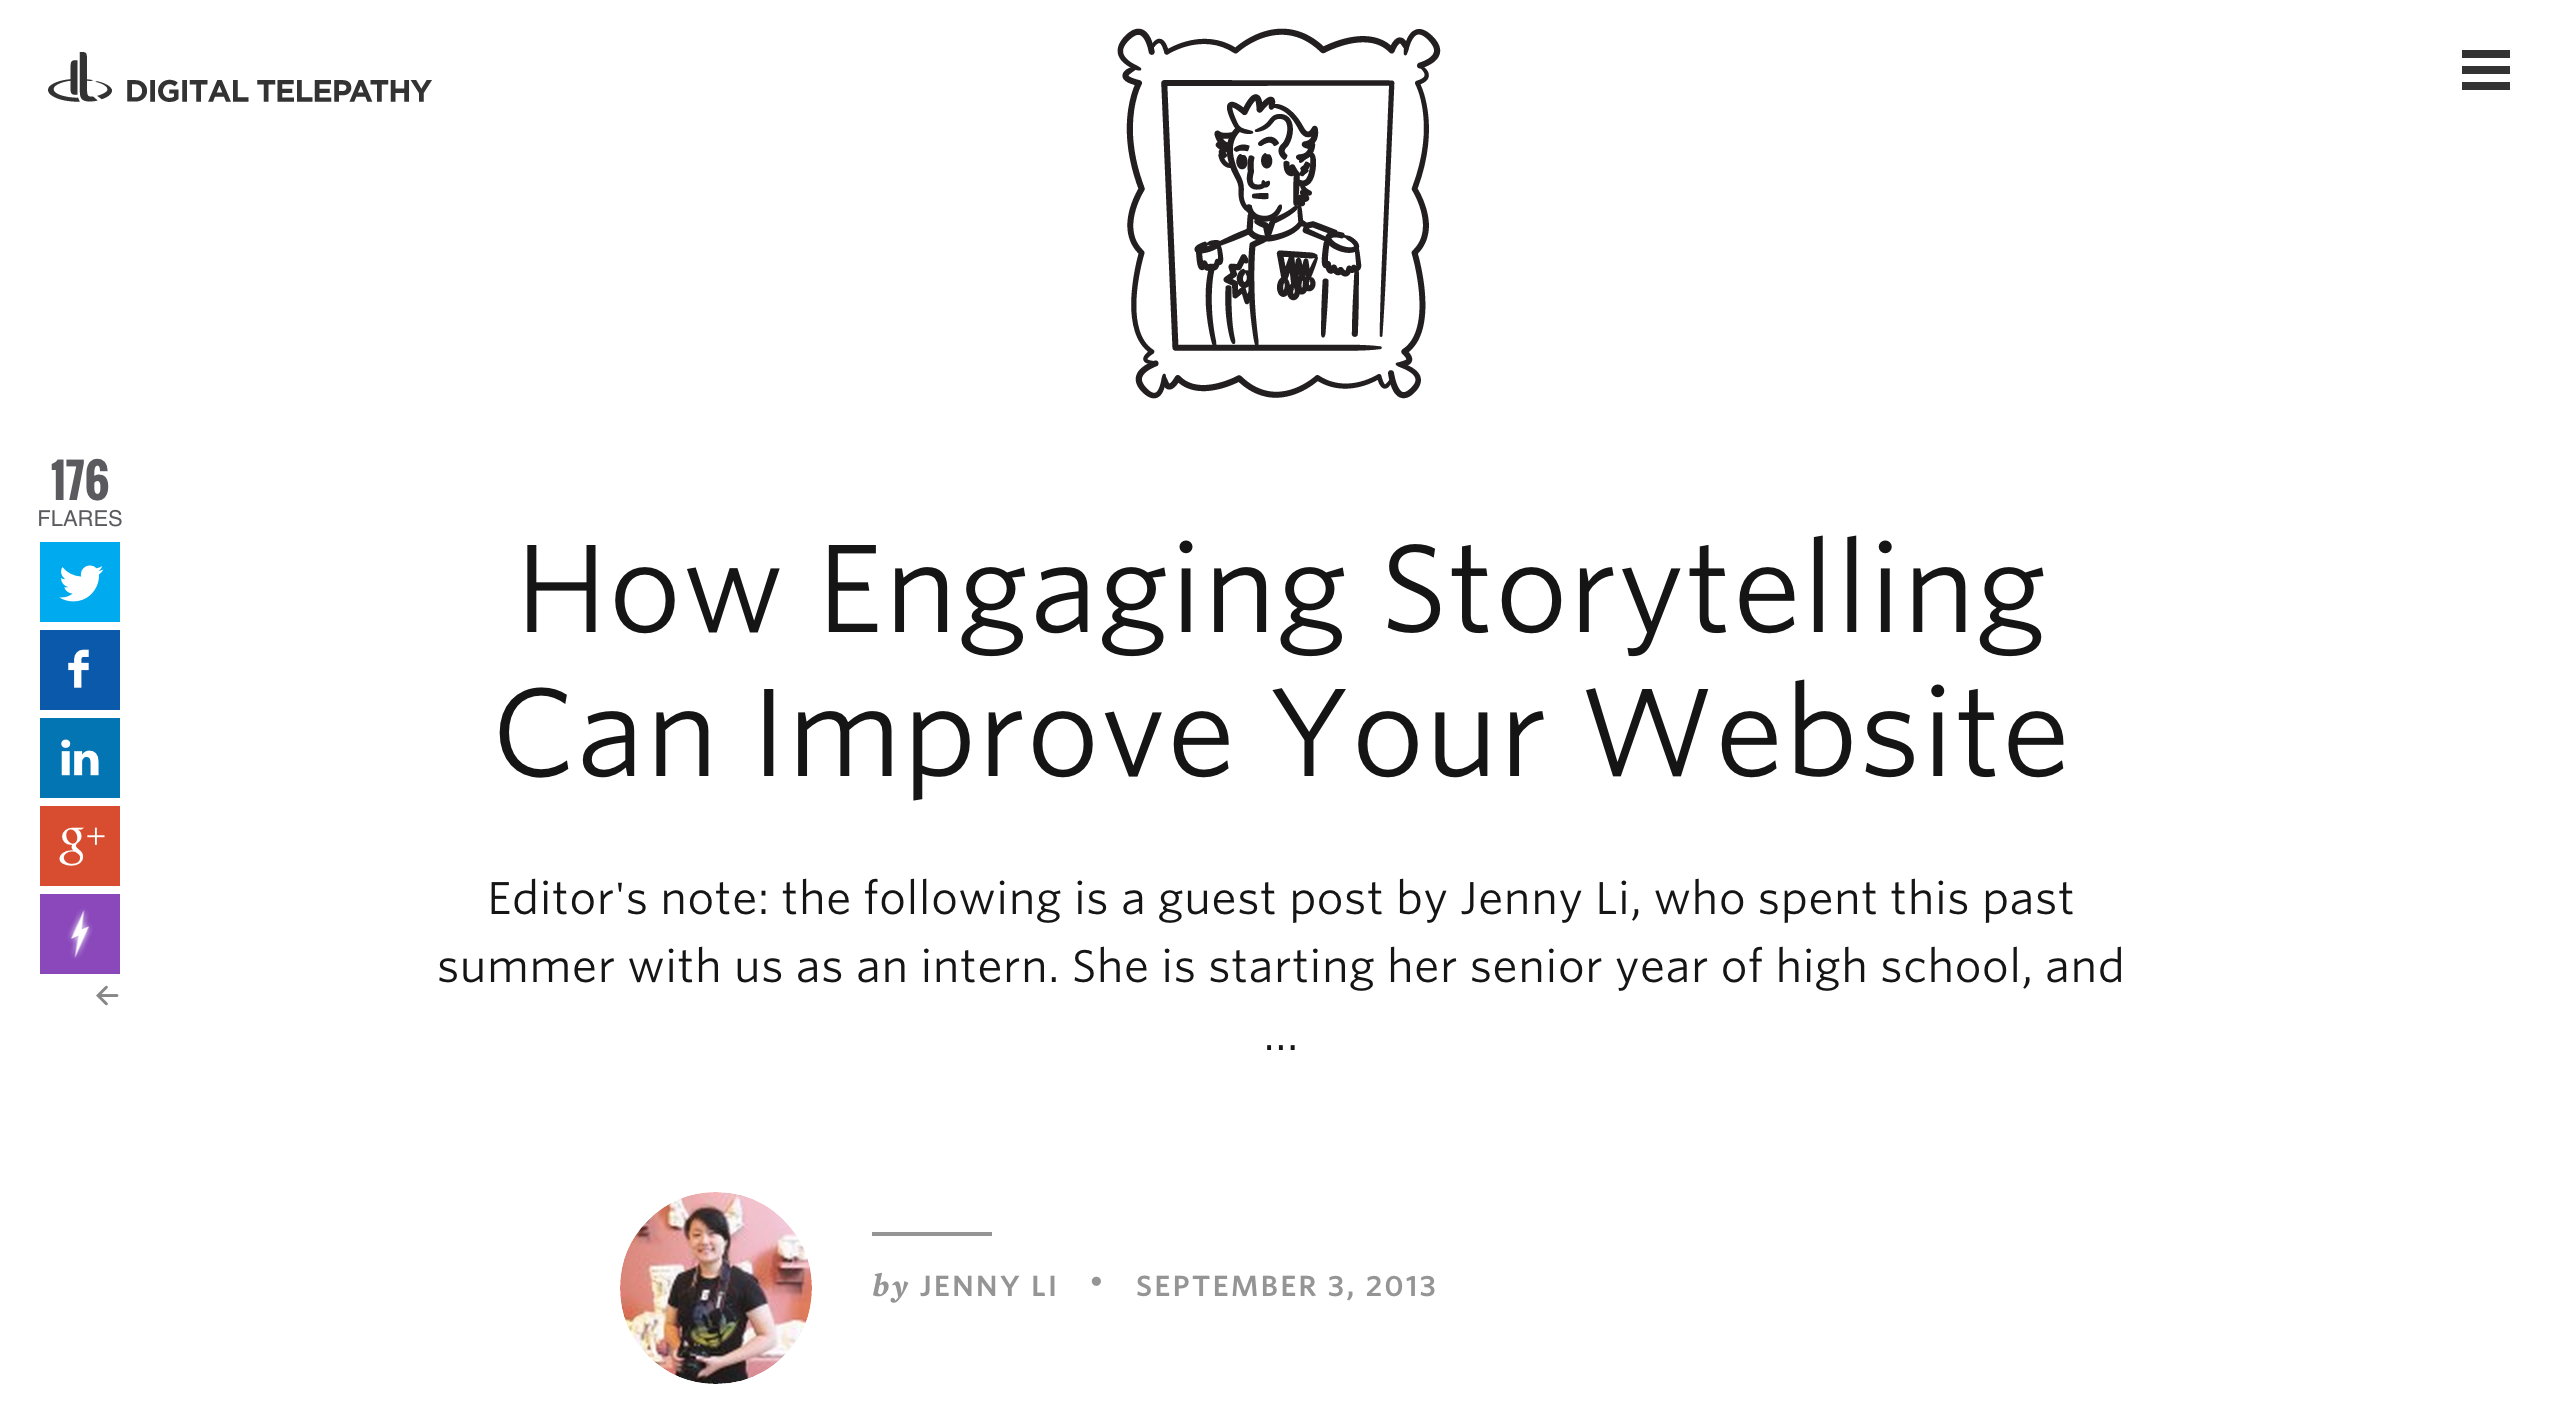 DIGITAL TELEPATHY
176
FLARES
f
in
g+
How Engaging Storytelling
Can Improve Your Website
Editor's note: the following is a guest post by Jenny Li, who spent this past
summer with us as an intern. She is starting her senior year of high school, and
...
by JENNY LI • SEPTEMBER 3, 2013